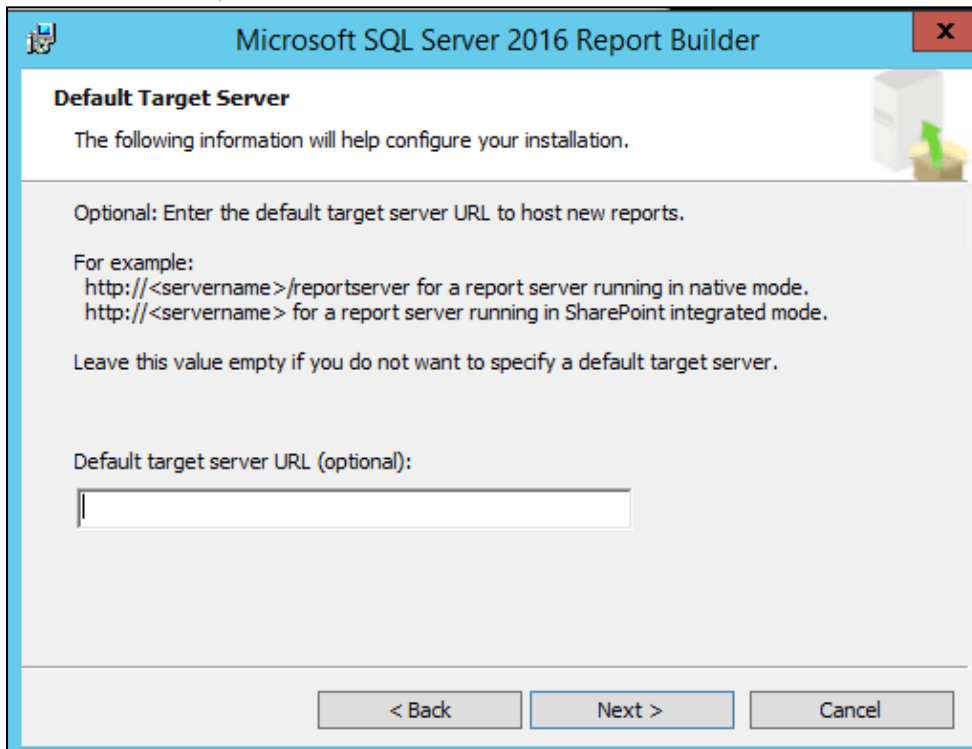 Microsoft SQL Server 2016 Report Builder
x
Default Target Server
The following information will help configure your installation.
Optional: Enter the default target server URL to host new reports.
For example:
http://<servername>/reportserver for a report server running in native mode.
http://<servername> for a report server running in SharePoint integrated mode.
Leave this value empty if you do not want to specify a default target server.
Default target server URL (optional):
< Back
Next >
Cancel